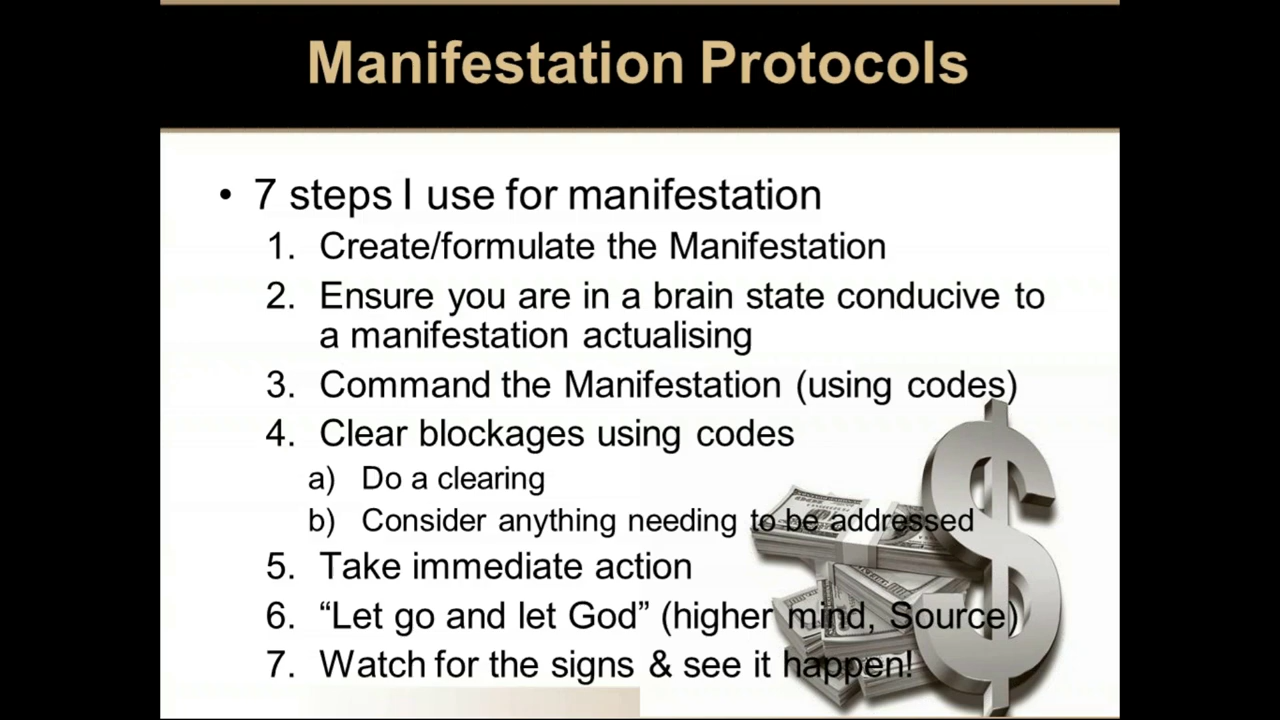 Manifestation Protocols
• 7 steps I use for manifestation
1. Create/formulate the Manifestation
2. Ensure you are in a brain state conducive to
a manifestation actualising
3. Command the Manifestation (using codes)
4. Clear blockages using codes
a) Do a clearing
b) Consider anything needing to be addressed
5. Take immediate action
6. “Let go and let God” (higher mind, Source)
7. Watch for the signs & see it happen!